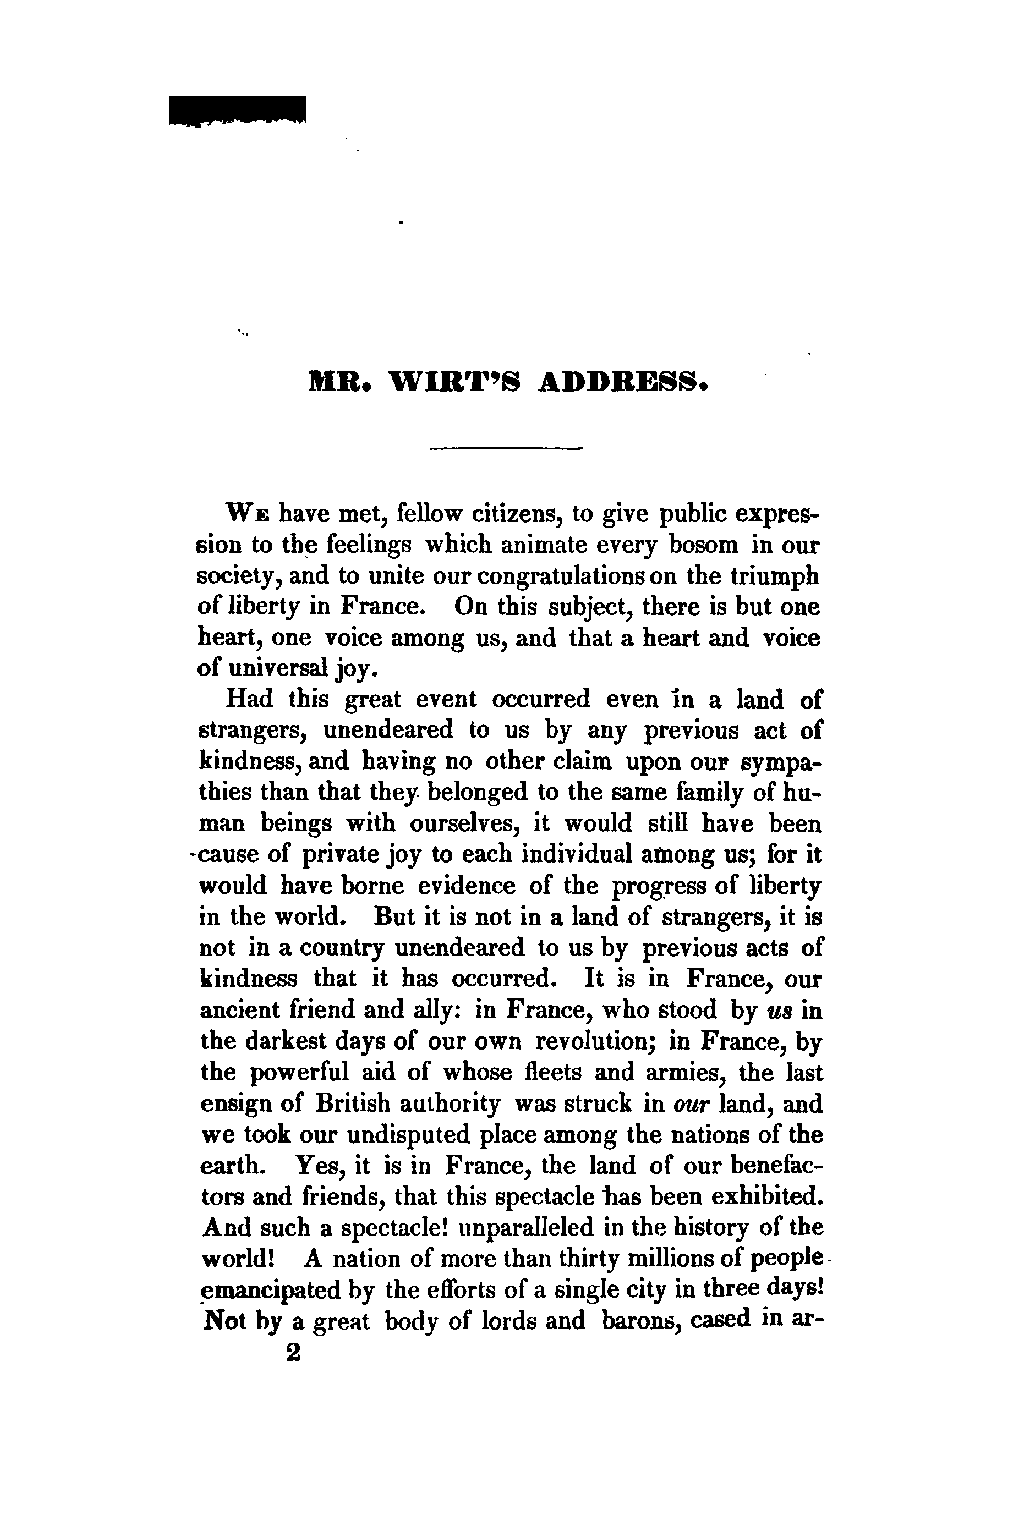 MR. WIRT'S ADDRESS.
WE have met, fellow citizens, to give public expres-
sion to the feelings which animate every bosom in our
society, and to unite our congratulations on the triumph
of liberty in France. On this subject, there is but one
heart, one voice among us, and that a heart and voice
of universal joy.
Had this great event occurred even in a land of
strangers, unendeared to us by any previous act of
kindness, and having no other claim upon our sympa-
thies than that they belonged to the same family of hu-
man beings with ourselves, it would still have been
cause of private joy to each individual among us; for it
would have borne evidence of the progress of liberty
in the world. But it is not in a land of strangers, it is
not in a country unendeared to us by previous acts of
kindness that it has occurred. It is in France, our
ancient friend and ally: in France, who stood by us in
the darkest days of our own revolution; in France, by
the powerful aid of whose fleets and armies, the last
ensign of British authority was struck in our land, and
we took our undisputed place among the nations of the
earth. Yes, it is in France, the land of our benefac-
tors and friends, that this spectacle has been exhibited.
And such a spectacle! unparalleled in the history of the
world! A nation of more than thirty millions of people
emancipated by the efforts of a single city in three days!
Not by a great body of lords and barons, cased in ar-
2